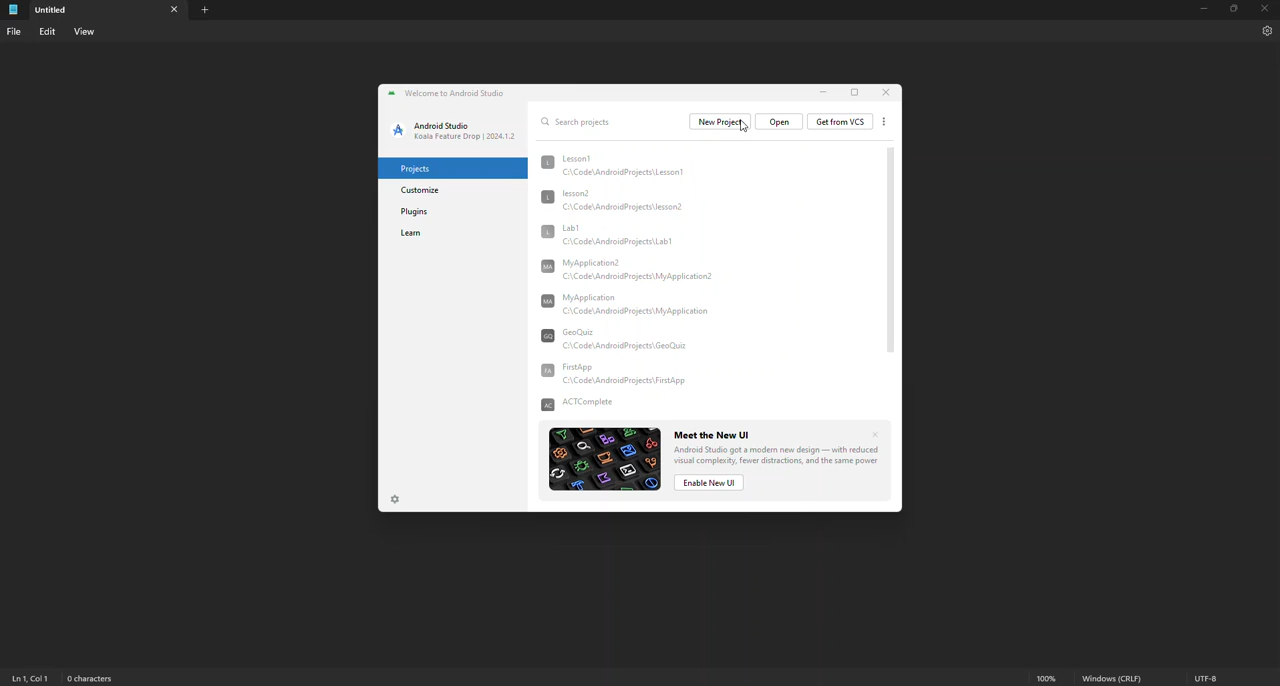 Untitled
File Edit View
Welcome to Android Studio
Android Studio
Koala Feature Drop | 2024.1.2
Projects
Customize
Plugins
Learn
Search projects
New Project
Open
Get from VCS
L
Lesson1
C:\Code\AndroidProjects\Lesson1
L
lesson2
C:\Code\AndroidProjects\lesson2
L
Lab1
C:\Code\AndroidProjects\Lab1
MA
MyApplication2
C:\Code\AndroidProjects\MyApplication2
MA
MyApplication
C:\Code\AndroidProjects\MyApplication
GQ
GeoQuiz
C:\Code\AndroidProjects\GeoQuiz
FA
FirstApp
C:\Code\AndroidProjects\FirstApp
AC
ACTComplete
Meet the New UI
Android Studio got a modern new design — with reduced
visual complexity, fewer distractions, and the same power
Enable New UI
Ln 1, Col 1 0 characters 100% Windows (CRLF) UTF-8